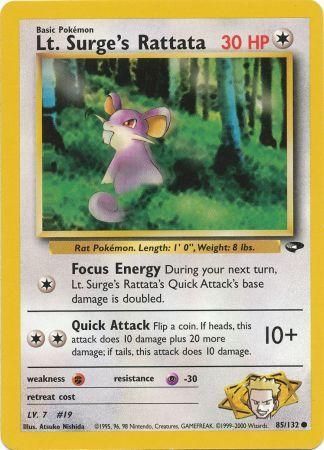 Basic Pokémon
Lt. Surge's Rattata 30 HP
Rat Pokémon. Length: 1' 0", Weight: 8 lbs.
Focus Energy During your next turn,
Lt. Surge's Rattata's Quick Attack's base
damage is doubled.
Quick Attack Flip a coin. If heads, this
attack does 10 damage plus 20 more
damage; if tails, this attack does 10 damage.
10+
weakness resistance -30
retreat cost
LV. 7 #19
Illus. Atsuko Nishida ©1995, 96, 98 Nintendo, Creatures, GAMEFREAK. ©1999-2000 Wizards. 85/132